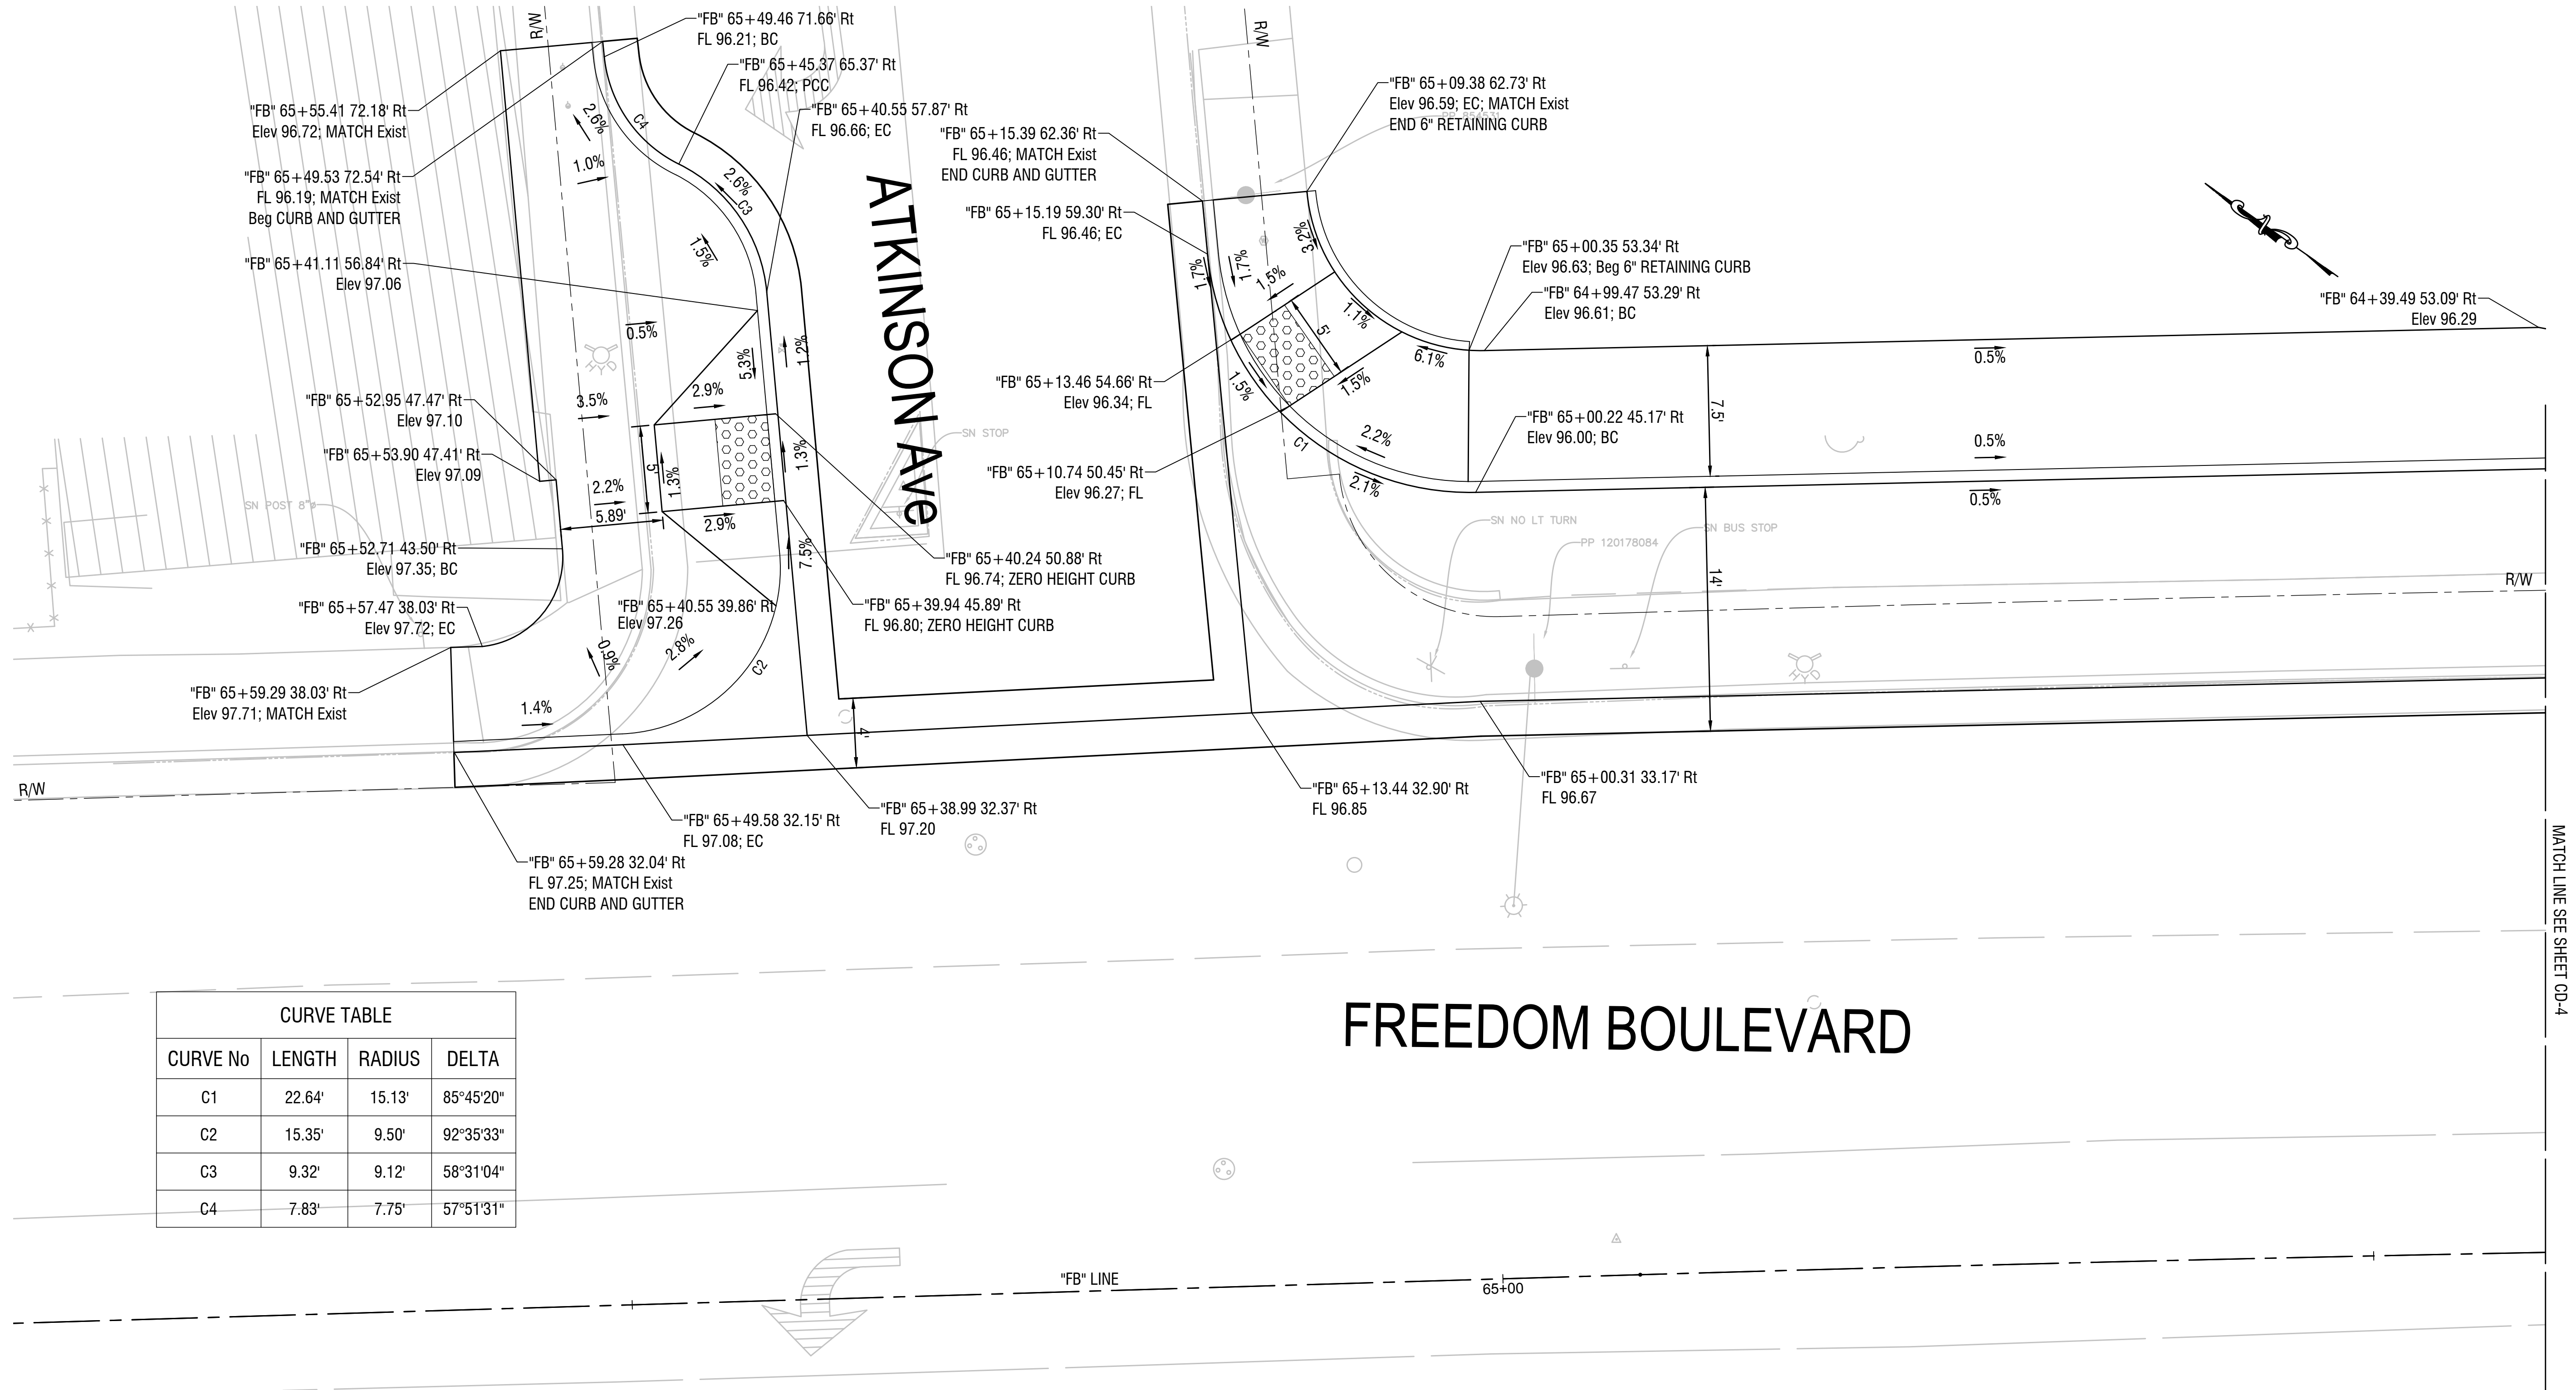 "FB" 65+49.46 71.66' Rt
FL 96.21; BC
"FB" 65+45.37 65.37' Rt
FL 96.42; PCC
"FB" 65+40.55 57.87' Rt
FL 96.66; EC
"FB" 65+55.41 72.18' Rt
Elev 96.72; MATCH Exist
"FB" 65+49.53 72.54' Rt
FL 96.19; MATCH Exist
Beg CURB AND GUTTER
"FB" 65+41.11 56.84' Rt
Elev 97.06
"FB" 65+52.95 47.47' Rt
Elev 97.10
"FB" 65+53.90 47.41' Rt
Elev 97.09
SN POST 8"ø
"FB" 65+52.71 43.50' Rt
Elev 97.35; BC
"FB" 65+57.47 38.03' Rt
Elev 97.72; EC
"FB" 65+59.29 38.03' Rt
Elev 97.71; MATCH Exist
R/W
R/W
2.6%
C4
1.0%
2.6%
C3
1.5%
0.5%
5.3%
1.2%
3.5%
2.9%
2.2%
5.89'
5'
1.3%
1.3%
2.9%
7.5%
"FB" 65+40.55 39.86' Rt
Elev 97.26
0.9%
2.8%
C2
1.4%
ATKINSON Ave
SN STOP
"FB" 65+40.24 50.88' Rt
FL 96.74; ZERO HEIGHT CURB
"FB" 65+39.94 45.89' Rt
FL 96.80; ZERO HEIGHT CURB
4'
"FB" 65+38.99 32.37' Rt
FL 97.20
"FB" 65+49.58 32.15' Rt
FL 97.08; EC
"FB" 65+59.28 32.04' Rt
FL 97.25; MATCH Exist
END CURB AND GUTTER
R/W
"FB" 65+09.38 62.73' Rt
Elev 96.59; EC; MATCH Exist
END 6" RETAINING CURB
"FB" 65+15.39 62.36' Rt
FL 96.46; MATCH Exist
END CURB AND GUTTER
"FB" 65+15.19 59.30' Rt
FL 96.46; EC
"FB" 65+13.46 54.66' Rt
Elev 96.34; FL
"FB" 65+10.74 50.45' Rt
Elev 96.27; FL
1.7%
1.7%
3.2%
1.5%
5'
1.1%
1.5%
1.5%
6.1%
C1
2.2%
2.1%
"FB" 65+00.35 53.34' Rt
Elev 96.63; Beg 6" RETAINING CURB
"FB" 64+99.47 53.29' Rt
Elev 96.61; BC
"FB" 64+39.49 53.09' Rt
Elev 96.29
0.5%
7.5'
"FB" 65+00.22 45.17' Rt
Elev 96.00; BC
0.5%
0.5%
SN NO LT TURN
PP 120178084
SN BUS STOP
14'
R/W
"FB" 65+13.44 32.90' Rt
FL 96.85
"FB" 65+00.31 33.17' Rt
FL 96.67
MATCH LINE SEE SHEET CD-4
FREEDOM BOULEVARD
CURVE TABLE
CURVE No LENGTH RADIUS DELTA
C1 22.64' 15.13' 85°45'20"
C2 15.35' 9.50' 92°35'33"
C3 9.32' 9.12' 58°31'04"
C4 7.83' 7.75' 57°51'31"
"FB" LINE
65+00